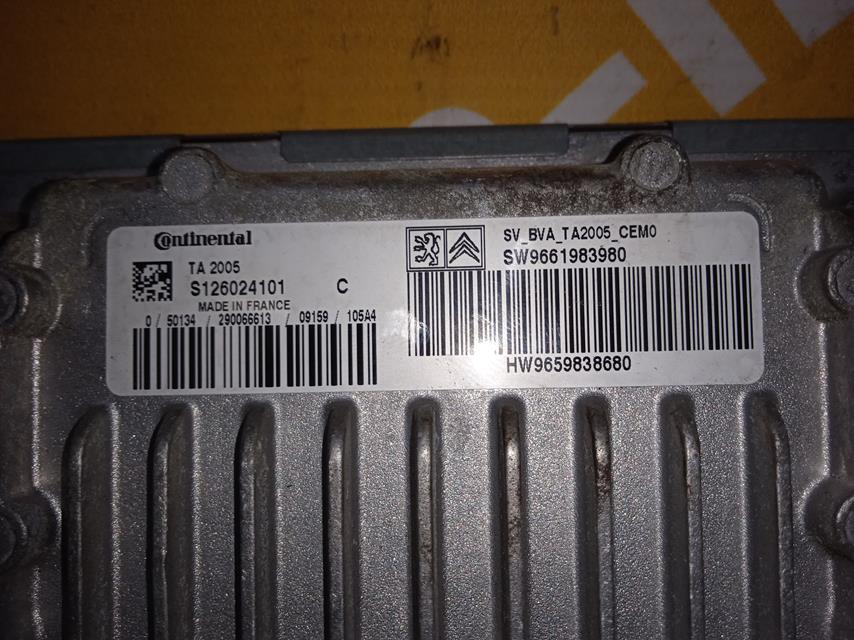 Continental
TA 2005
S126024101 C
MADE IN FRANCE
0 / 50134 / 290066613 / 09159 / 105A4
SV_BVA_TA2005_CEM0
SW9661983980
HW9659838680